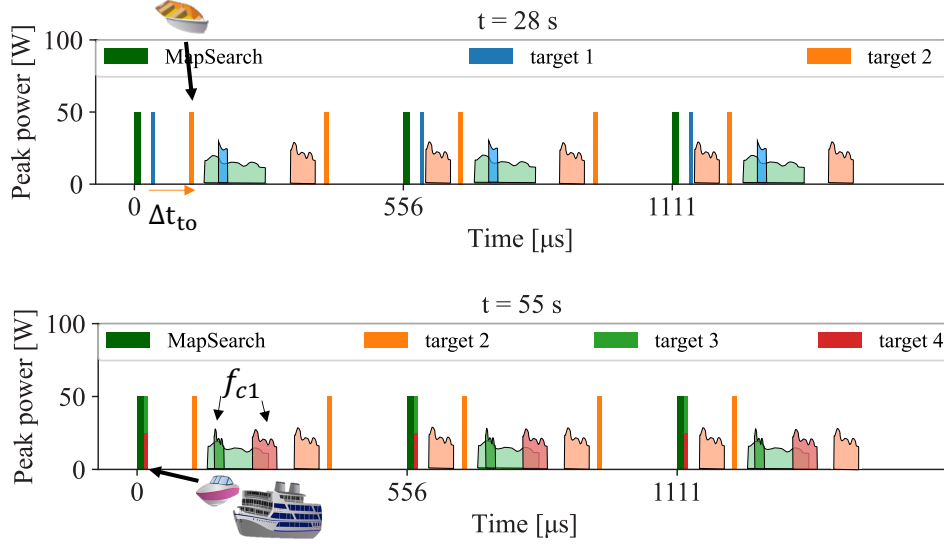 t = 28 s
100
MapSearch target 1 target 2
50
0
Peak power [W]
0 556 1111
Δt_to
Time [μs]
t = 55 s
100
MapSearch target 2 target 3 target 4
f_c1
50
0
Peak power [W]
0 556 1111
Time [μs]